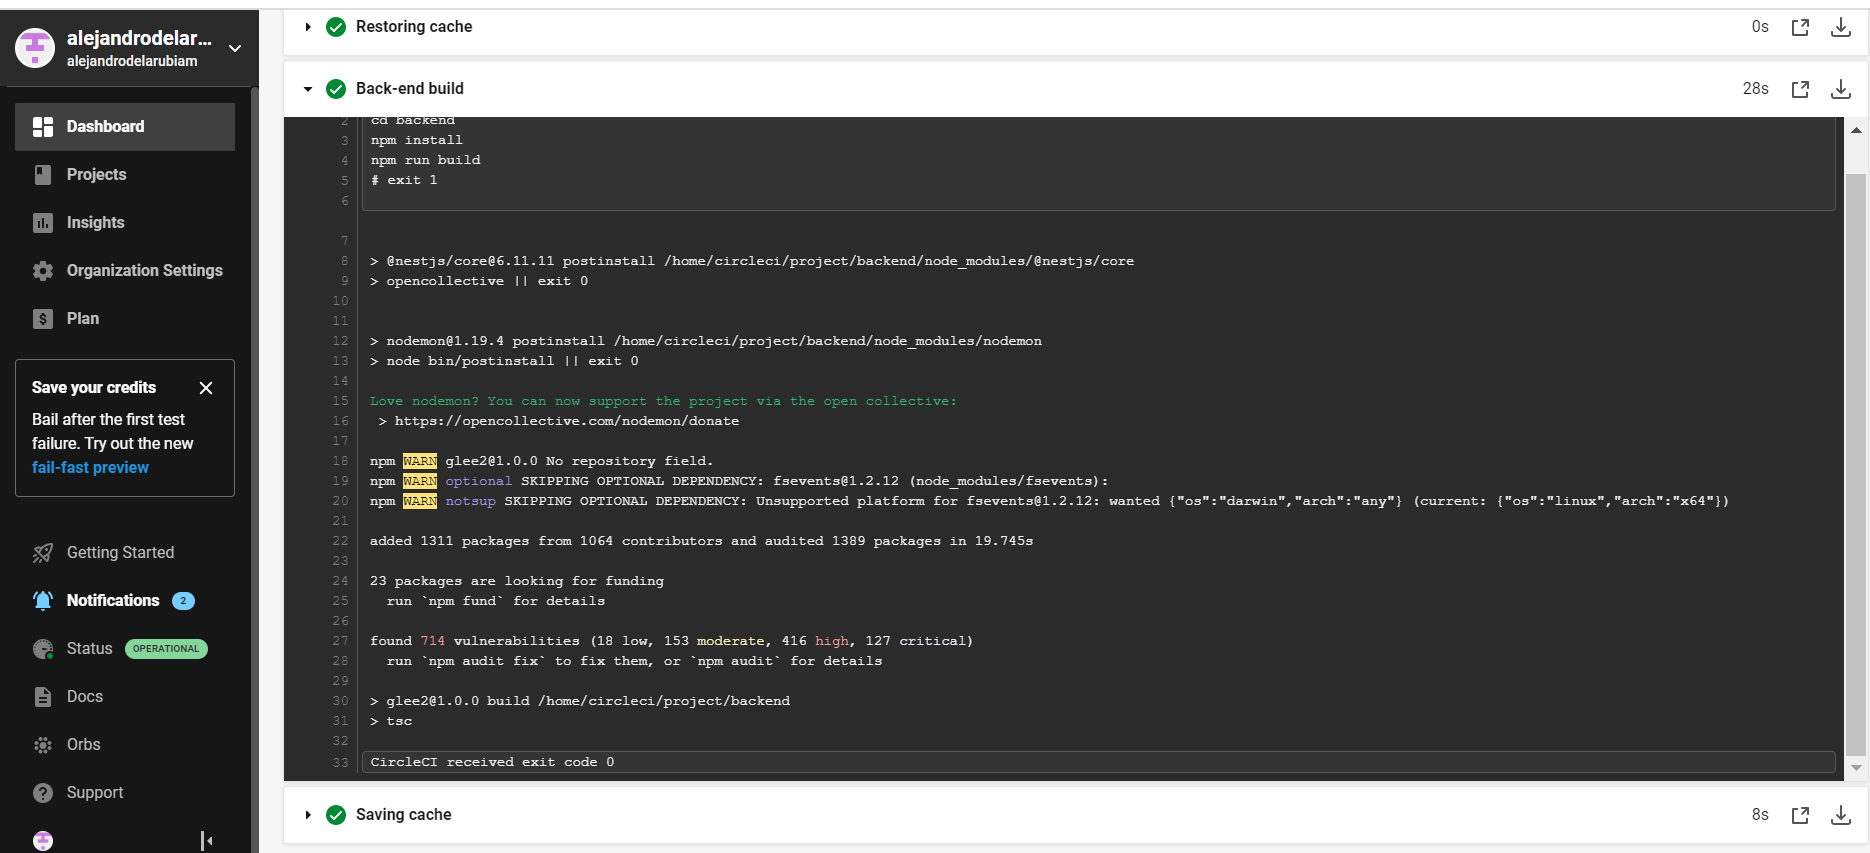 alejandrodelar...
alejandrodelarubiam
Dashboard
Projects
Insights
Organization Settings
Plan
Save your credits
Bail after the first test
failure. Try out the new
fail-fast preview
Getting Started
Notifications 2
Status OPERATIONAL
Docs
Orbs
Support
Restoring cache 0s
Back-end build 28s
2 cd backend
3 npm install
4 npm run build
5 # exit 1
6
7
8 > @nestjs/core@6.11.11 postinstall /home/circleci/project/backend/node_modules/@nestjs/core
9 > opencollective || exit 0
10
11
12 > nodemon@1.19.4 postinstall /home/circleci/project/backend/node_modules/nodemon
13 > node bin/postinstall || exit 0
14
15 Love nodemon? You can now support the project via the open collective:
16 > https://opencollective.com/nodemon/donate
17
18 npm WARN glee2@1.0.0 No repository field.
19 npm WARN optional SKIPPING OPTIONAL DEPENDENCY: fsevents@1.2.12 (node_modules/fsevents):
20 npm WARN notsup SKIPPING OPTIONAL DEPENDENCY: Unsupported platform for fsevents@1.2.12: wanted {"os":"darwin","arch":"any"} (current: {"os":"linux","arch":"x64"})
21
22 added 1311 packages from 1064 contributors and audited 1389 packages in 19.745s
23
24 23 packages are looking for funding
25 run `npm fund` for details
26
27 found 714 vulnerabilities (18 low, 153 moderate, 416 high, 127 critical)
28 run `npm audit fix` to fix them, or `npm audit` for details
29
30 > glee2@1.0.0 build /home/circleci/project/backend
31 > tsc
32
33 CircleCI received exit code 0
Saving cache 8s